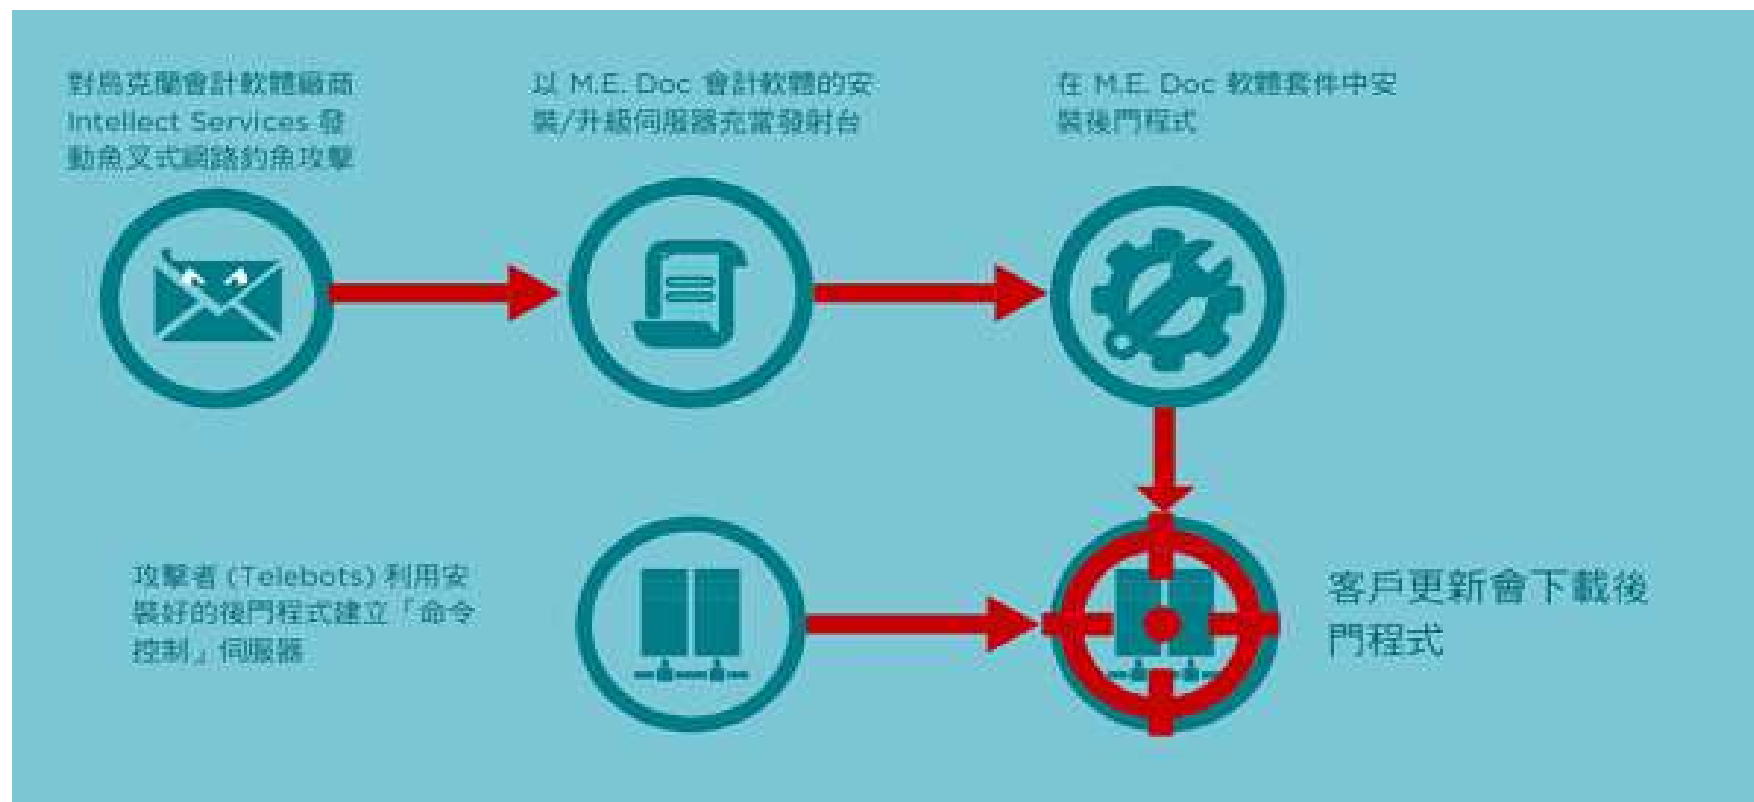 對烏克蘭會計軟體廠商
Intellect Services 發
動魚叉式網路釣魚攻擊
以 M.E. Doc 會計軟體的安
裝/升級伺服器充當發射台
在 M.E. Doc 軟體套件中安
裝後門程式
攻擊者 (Telebots) 利用安
裝好的後門程式建立「命令
控制」伺服器
客戶更新會下載後
門程式